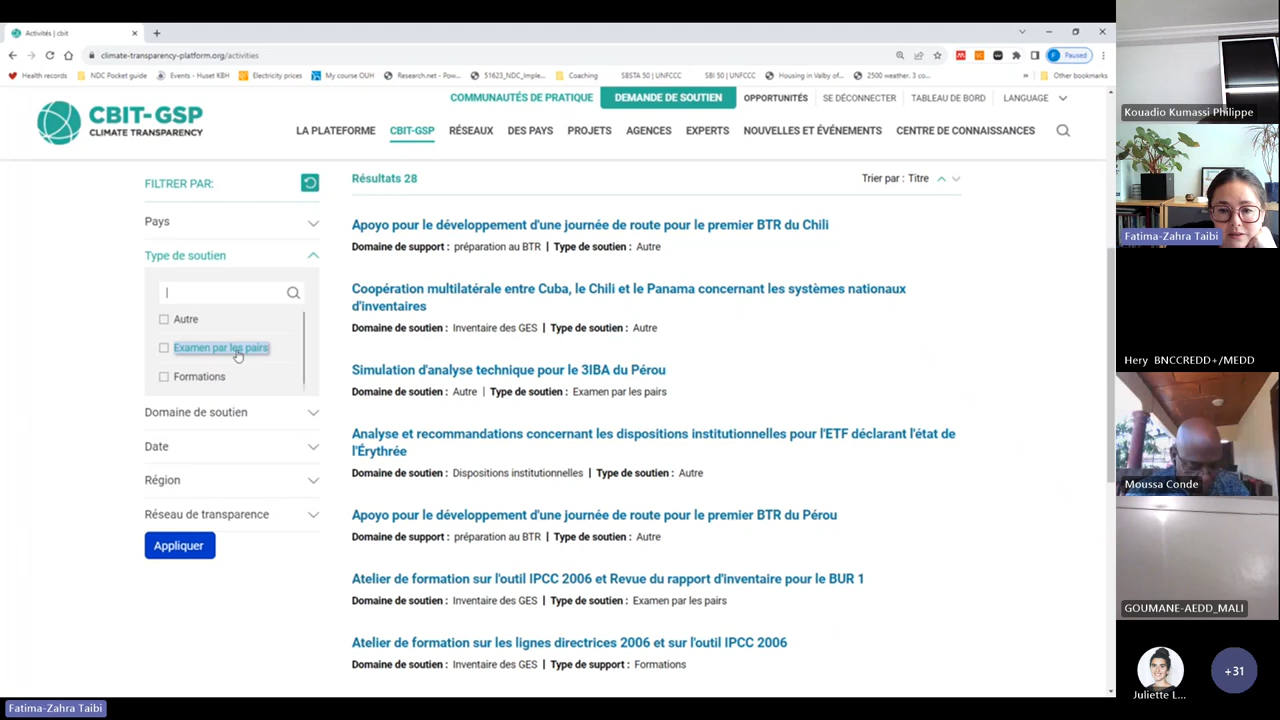 Activités | cbit
climate-transparency-platform.org/activities
Paused
Health records
NDC Pocket guide
Events - Huset KBH
Electricity prices
My course OUH
Research.net - Pow...
51623_NDC_Imple...
Coaching
SBSTA 50 | UNFCCC
SBI 50 | UNFCCC
Housing in Valby of...
2500 weather. 3 co...
Other bookmarks
CBIT-GSP
CLIMATE TRANSPARENCY
COMMUNAUTÉS DE PRATIQUE
DEMANDE DE SOUTIEN
OPPORTUNITÉS
SE DÉCONNECTER
TABLEAU DE BORD
LANGUAGE
LA PLATEFORME
CBIT-GSP
RÉSEAUX
DES PAYS
PROJETS
AGENCES
EXPERTS
NOUVELLES ET ÉVÉNEMENTS
CENTRE DE CONNAISSANCES
FILTRER PAR:
Pays
Type de soutien
Autre
Examen par les pairs
Formations
Domaine de soutien
Date
Région
Réseau de transparence
Appliquer
Résultats 28
Trier par : Titre
Apoyo pour le développement d'une journée de route pour le premier BTR du Chili
Domaine de support : préparation au BTR | Type de soutien : Autre
Coopération multilatérale entre Cuba, le Chili et le Panama concernant les systèmes nationaux
d'inventaires
Domaine de soutien : Inventaire des GES | Type de soutien : Autre
Simulation d'analyse technique pour le 3IBA du Pérou
Domaine de soutien : Autre | Type de soutien : Examen par les pairs
Analyse et recommandations concernant les dispositions institutionnelles pour l'ETF déclarant l'état de
l'Érythrée
Domaine de soutien : Dispositions institutionnelles | Type de soutien : Autre
Apoyo pour le développement d'une journée de route pour le premier BTR du Pérou
Domaine de support : préparation au BTR | Type de soutien : Autre
Atelier de formation sur l'outil IPCC 2006 et Revue du rapport d'inventaire pour le BUR 1
Domaine de soutien : Inventaire des GES | Type de soutien : Examen par les pairs
Atelier de formation sur les lignes directrices 2006 et sur l'outil IPCC 2006
Domaine de soutien : Inventaire des GES | Type de support : Formations
Kouadio Kumassi Philippe
Fatima-Zahra Taibi
Hery BNCCREDD+/MEDD
Moussa Conde
GOUMANE-AEDD_MALI
Juliette L...
+31
Fatima-Zahra Taibi